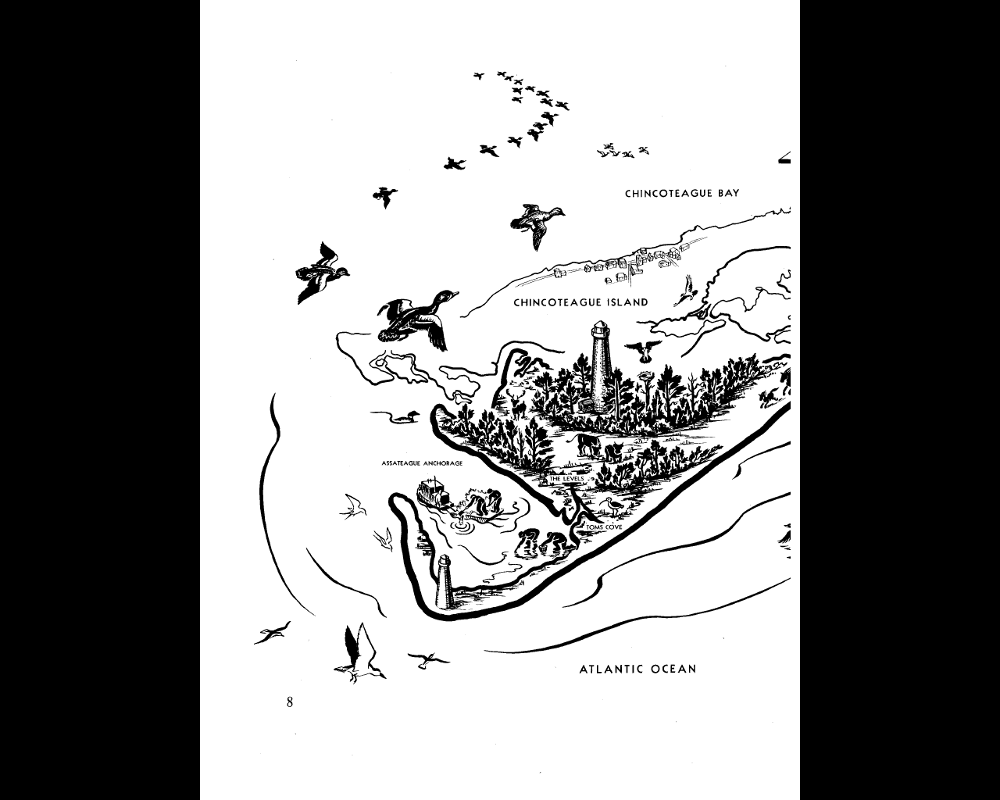 CHINCOTEAGUE BAY
CHINCOTEAGUE ISLAND
ASSATEAGUE ANCHORAGE
THE LEVELS
TOMS COVE
ATLANTIC OCEAN
8